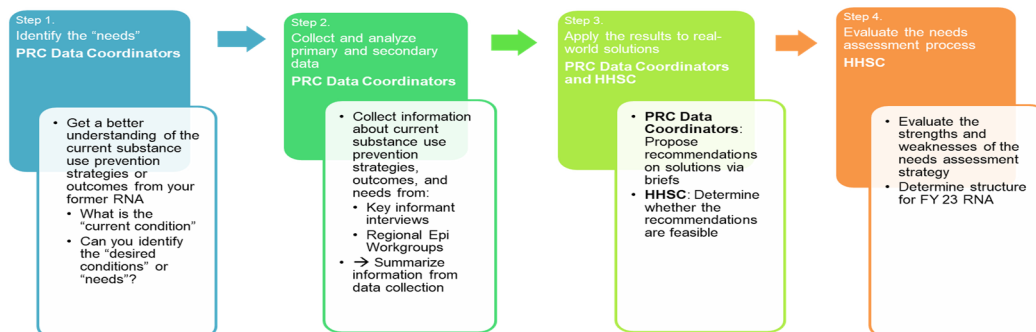 Step 1.
Identify the “needs”
PRC Data Coordinators
• Get a better
understanding of the
current substance
use prevention
strategies or
outcomes from your
former RNA
• What is the
“current condition”
• Can you identify
the “desired
conditions” or
“needs”?
Step 2.
Collect and analyze
primary and secondary
data
PRC Data Coordinators
• Collect information
about current
substance use
prevention
strategies,
outcomes, and
needs from:
• Key informant
interviews
• Regional Epi
Workgroups
• → Summarize
information from
data collection
Step 3.
Apply the results to real-
world solutions
PRC Data Coordinators
and HHSC
• PRC Data
Coordinators:
Propose
recommendations
on solutions via
briefs
• HHSC: Determine
whether the
recommendations
are feasible
Step 4.
Evaluate the needs
assessment process
HHSC
• Evaluate the
strengths and
weaknesses of the
needs assessment
strategy
• Determine structure
for FY 23 RNA